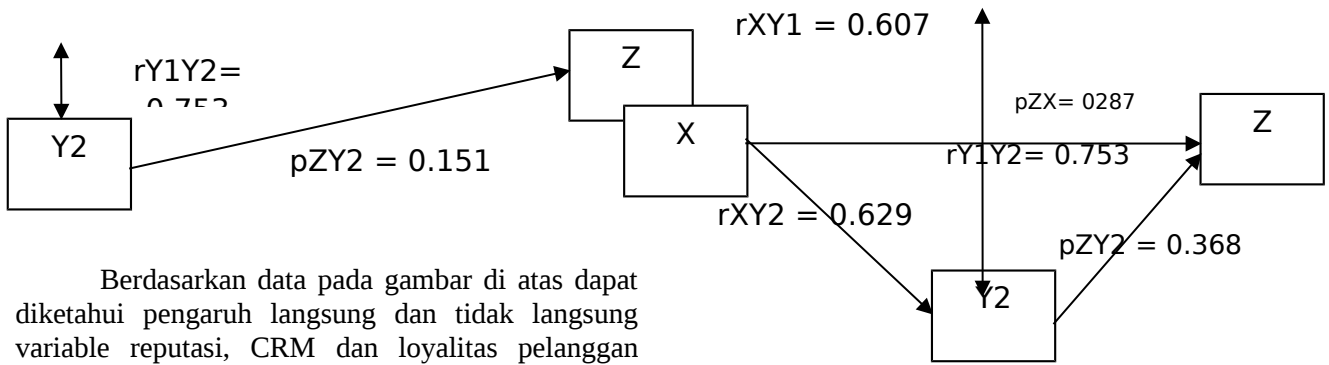 rY1Y2=
Y2
pZY2 = 0.151
Z
X
rXY1 = 0.607
pZX= 0287
rY1Y2= 0.753
Z
rXY2 = 0.629
pZY2 = 0.368
Y2
Berdasarkan data pada gambar di atas dapat
diketahui pengaruh langsung dan tidak langsung
variable reputasi, CRM dan loyalitas pelanggan